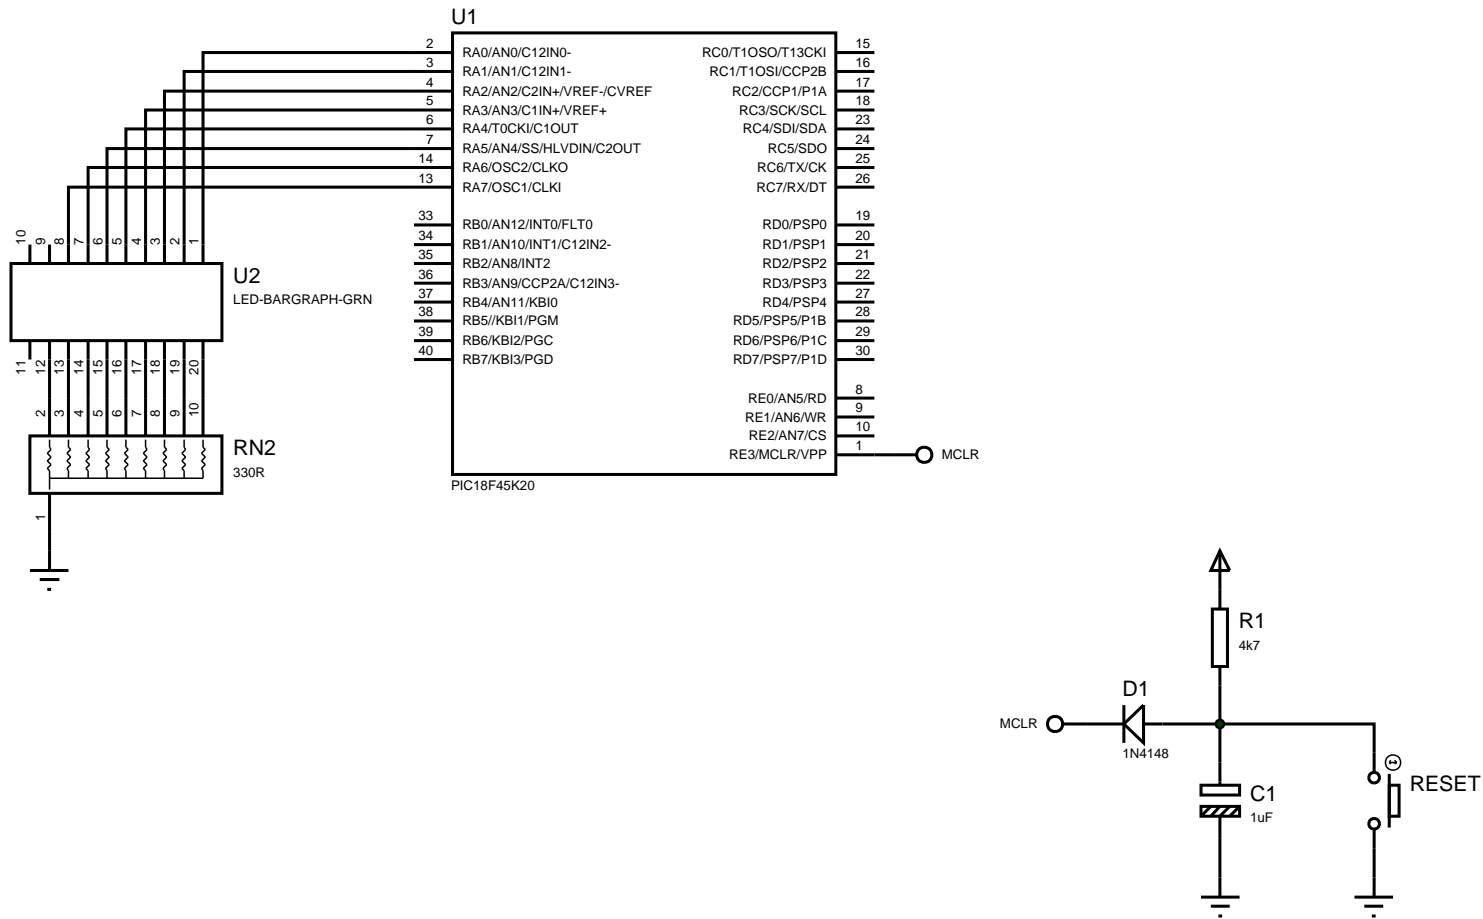 U1
2 RA0/AN0/C12IN0- RC0/T1OSO/T13CKI 15
3 RA1/AN1/C12IN1- RC1/T1OSI/CCP2B 16
4 RA2/AN2/C2IN+/VREF-/CVREF RC2/CCP1/P1A 17
5 RA3/AN3/C1IN+/VREF+ RC3/SCK/SCL 18
6 RA4/T0CKI/C1OUT RC4/SDI/SDA 23
7 RA5/AN4/SS/HLVDIN/C2OUT RC5/SDO 24
14 RA6/OSC2/CLKO RC6/TX/CK 25
13 RA7/OSC1/CLKI RC7/RX/DT 26
33 RB0/AN12/INT0/FLT0 RD0/PSP0 19
34 RB1/AN10/INT1/C12IN2- RD1/PSP1 20
35 RB2/AN8/INT2 RD2/PSP2 21
36 RB3/AN9/CCP2A/C12IN3- RD3/PSP3 22
37 RB4/AN11/KBI0 RD4/PSP4 27
38 RB5//KBI1/PGM RD5/PSP5/P1B 28
39 RB6/KBI2/PGC RD6/PSP6/P1C 29
40 RB7/KBI3/PGD RD7/PSP7/P1D 30
RE0/AN5/RD 8
RE1/AN6/WR 9
RE2/AN7/CS 10
RE3/MCLR/VPP 1 MCLR
PIC18F45K20
10 9 8 7 6 5 4 3 2 1
U2
LED-BARGRAPH-GRN
11 12 13 14 15 16 17 18 19 20
2 3 4 5 6 7 8 9 10
RN2
330R
1
R1
4k7
D1
MCLR
1N4148
C1
1uF
RESET